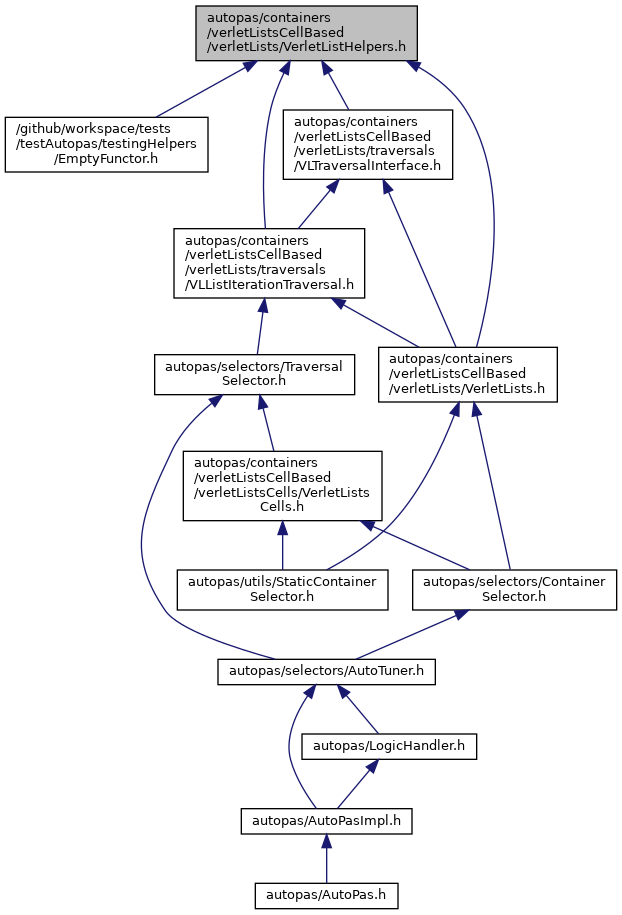 autopas/containers
/verletListsCellBased
/verletLists/VerletListHelpers.h
/github/workspace/tests
/testAutopas/testingHelpers
/EmptyFunctor.h
autopas/containers
/verletListsCellBased
/verletLists/traversals
/VLTraversalInterface.h
autopas/containers
/verletListsCellBased
/verletLists/traversals
/VLListIterationTraversal.h
autopas/selectors/Traversal
Selector.h
autopas/containers
/verletListsCellBased
/verletLists/VerletLists.h
autopas/containers
/verletListsCellBased
/verletListsCells/VerletLists
Cells.h
autopas/utils/StaticContainer
Selector.h
autopas/selectors/Container
Selector.h
autopas/selectors/AutoTuner.h
autopas/LogicHandler.h
autopas/AutoPasImpl.h
autopas/AutoPas.h